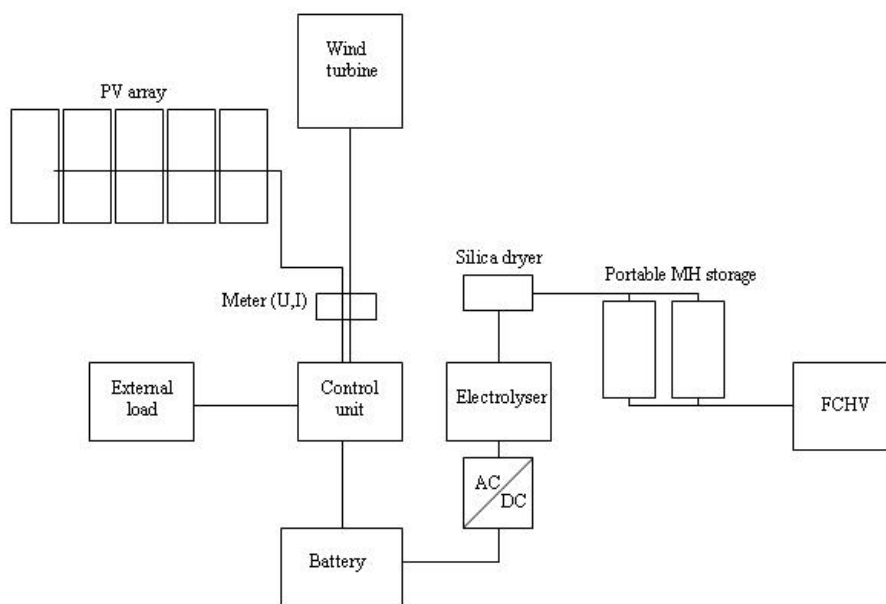 Wind
turbine
PV array
Silica dryer
Portable MH storage
Meter (U,I)
External
load
Control
unit
Electrolyser
FCHV
AC
DC
Battery